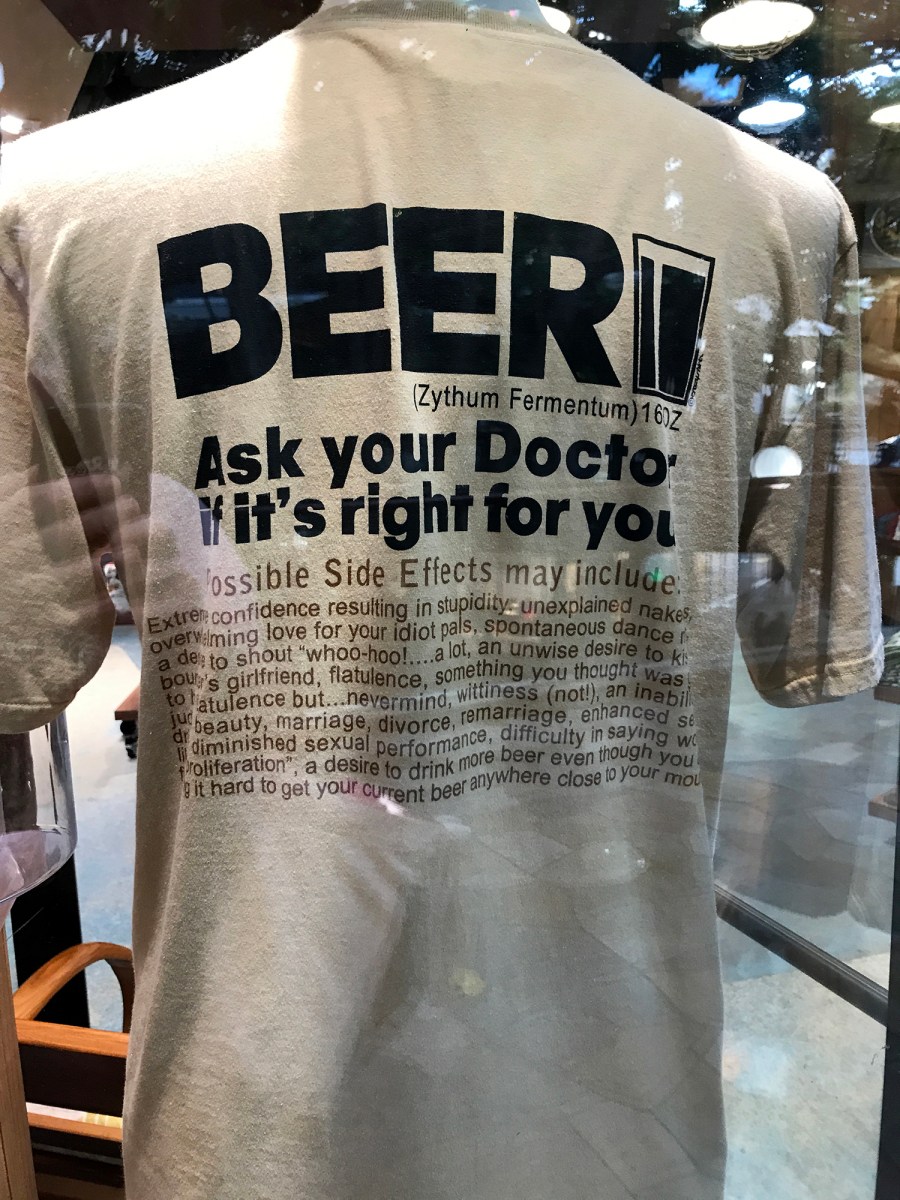 BEER
(Zythum Fermentum) 16OZ
Ask your Doctor
if it's right for you
Possible Side Effects may include:
Extreme confidence resulting in stupidity, unexplained
overwelming love for your idiot pals, spontaneous dance
a to shout "whoo-hoo!....a lot, an unwise desire to
girlfriend, flatulence, something you thought was
to flatulence but...nevermind, wittiness (not!), an
beauty, marriage, divorce, remarriage, enhanced
diminished sexual performance, difficulty in saying
proliferation", a desire to drink more beer even though you
it hard to get your current beer anywhere close to your